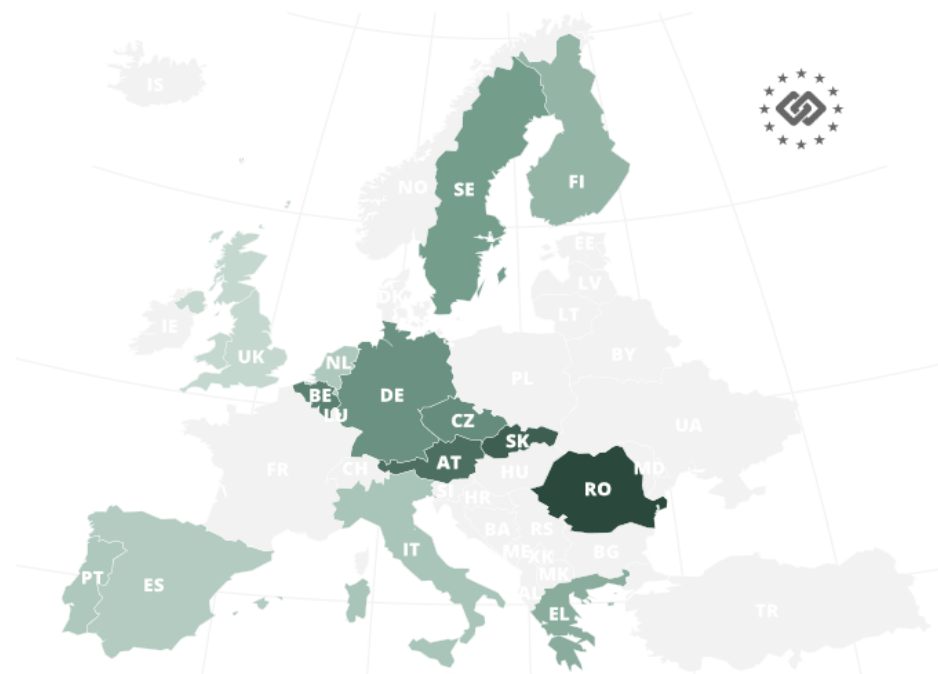 IS
NO
SE
FI
EE
LV
DK
LT
IE
UK
NL
BY
PL
BE
DE
LU
CZ
UA
SK
AT
FR
CH
HU
MD
RO
SI
HR
IT
BA
RS
ME
XK
BG
MK
PT
ES
AL
EL
TR